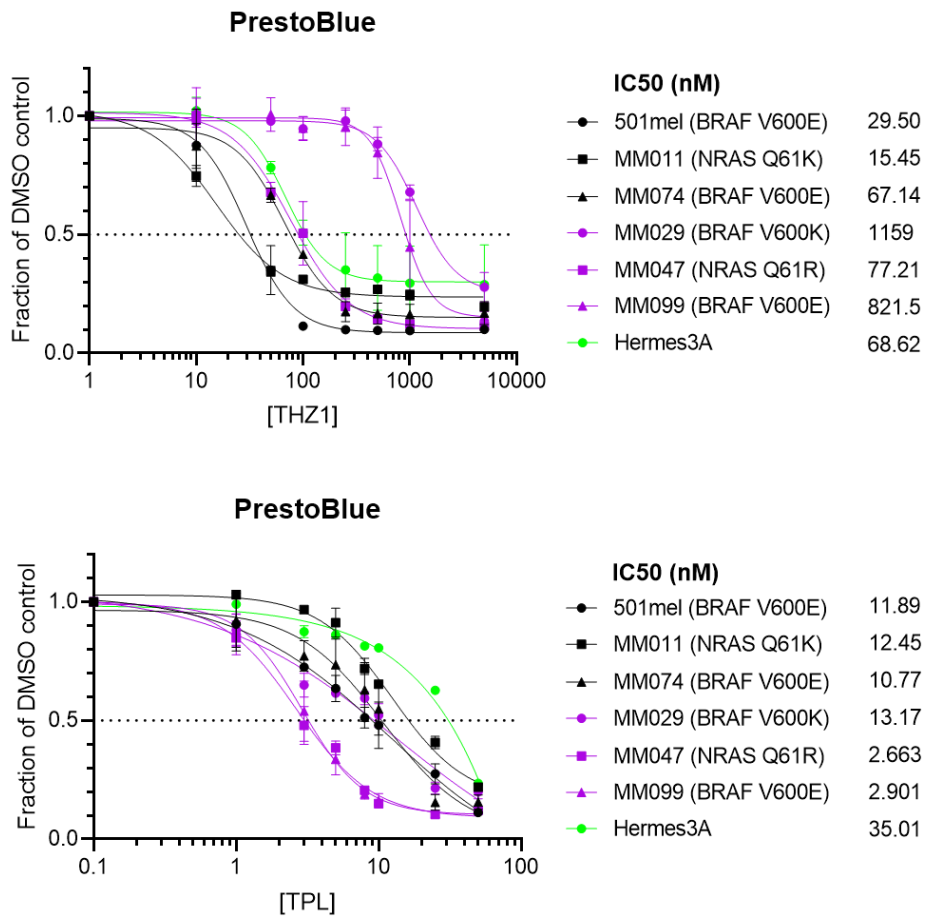 PrestoBlue
Fraction of DMSO control
1.0
0.5
0.0
1 10 100 1000 10000
[THZ1]
IC50 (nM)
501mel (BRAF V600E) 29.50
MM011 (NRAS Q61K) 15.45
MM074 (BRAF V600E) 67.14
MM029 (BRAF V600K) 1159
MM047 (NRAS Q61R) 77.21
MM099 (BRAF V600E) 821.5
Hermes3A 68.62
PrestoBlue
Fraction of DMSO control
1.0
0.5
0.0
0.1 1 10 100
[TPL]
IC50 (nM)
501mel (BRAF V600E) 11.89
MM011 (NRAS Q61K) 12.45
MM074 (BRAF V600E) 10.77
MM029 (BRAF V600K) 13.17
MM047 (NRAS Q61R) 2.663
MM099 (BRAF V600E) 2.901
Hermes3A 35.01